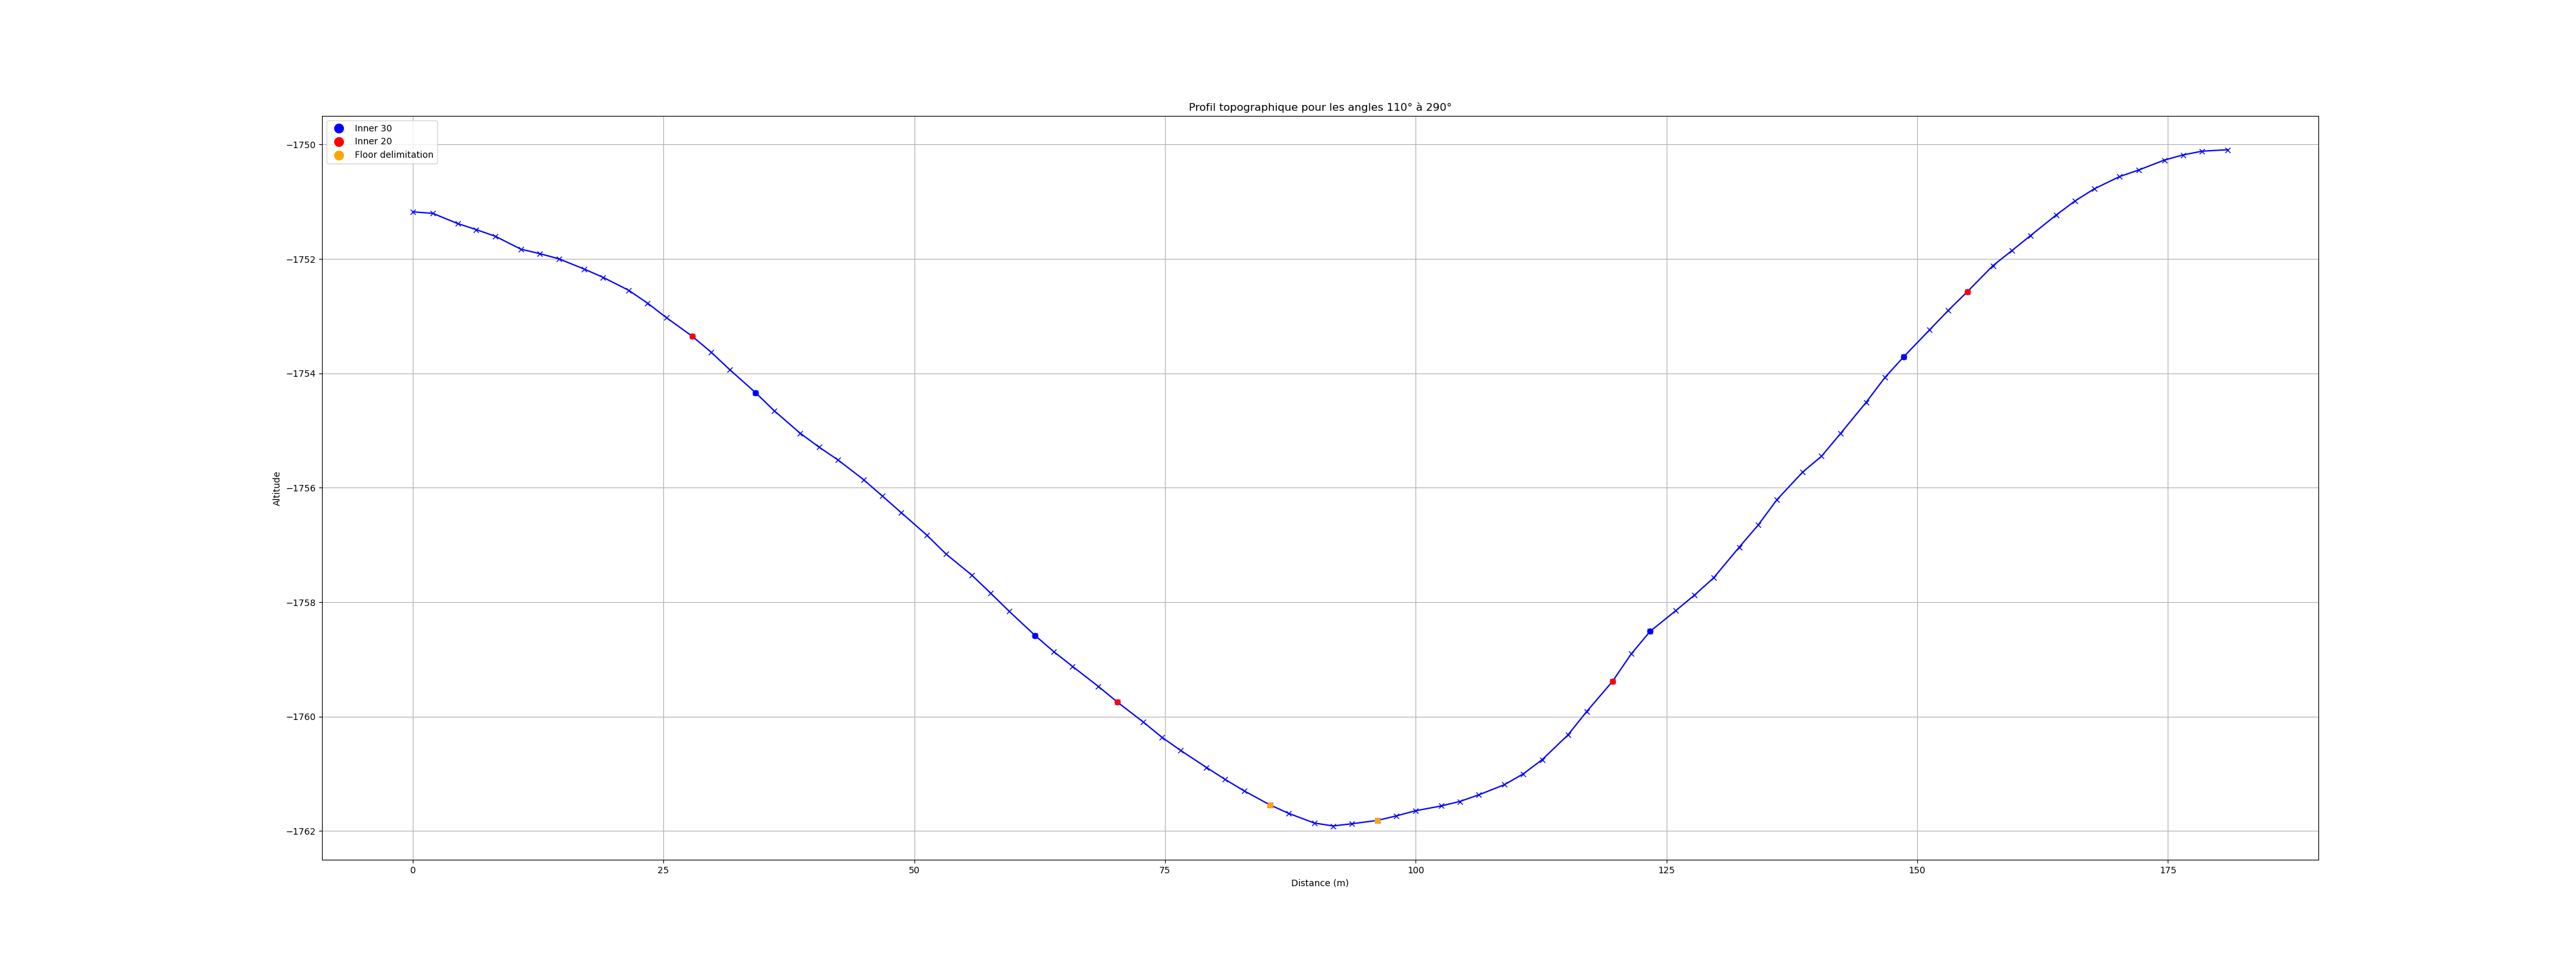 Profil topographique pour les angles 110° à 290°
Inner 30
Inner 20
Floor delimitation
−1750
−1752
−1754
−1756
−1758
−1760
−1762
Altitude
0 25 50 75 100 125 150 175
Distance (m)